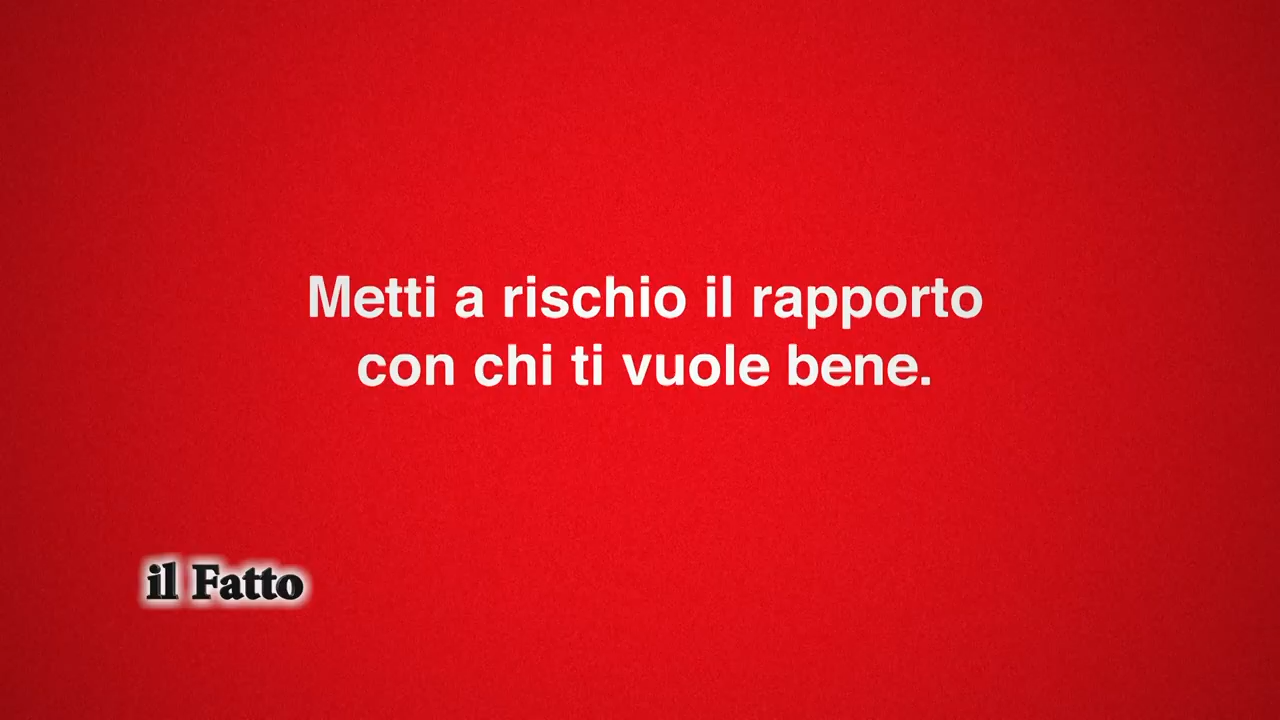 Metti a rischio il rapporto
con chi ti vuole bene.
il Fatto